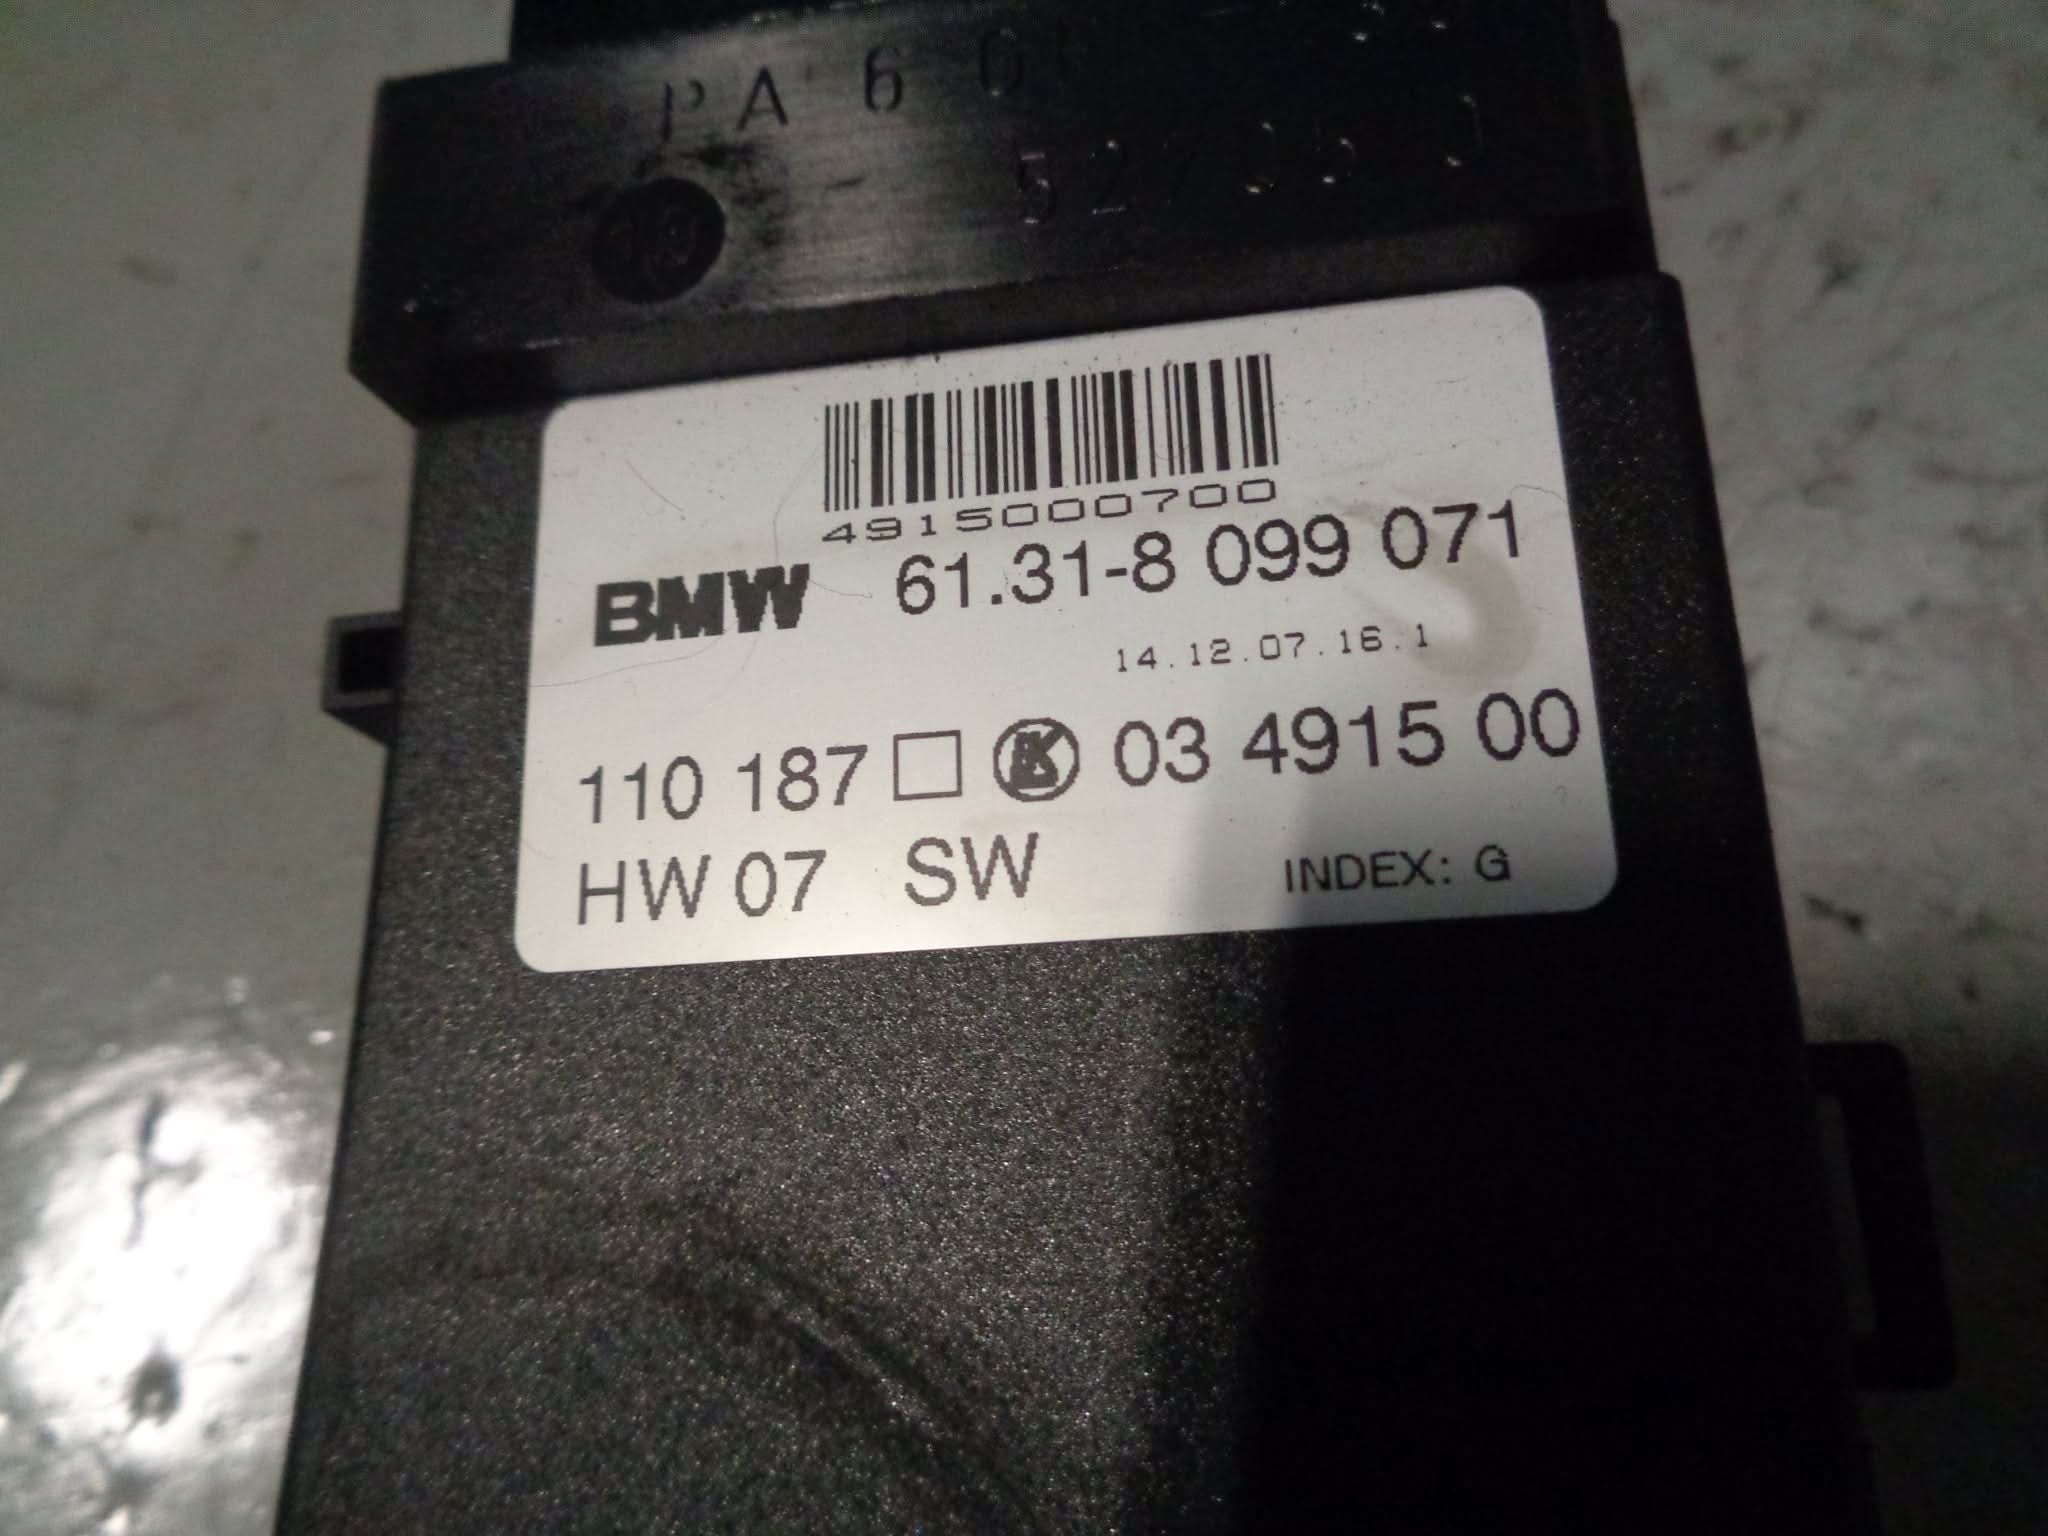 PA 6
4915000700
BMW 61.31-8 099 071
14.12.07.16.1
110 187 03 4915 00
HW 07 SW INDEX: G